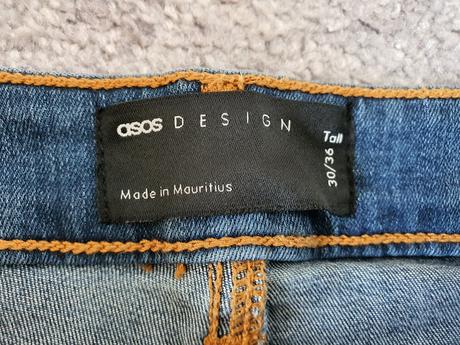 asos DESIGN
Tall
30/36
Made in Mauritius